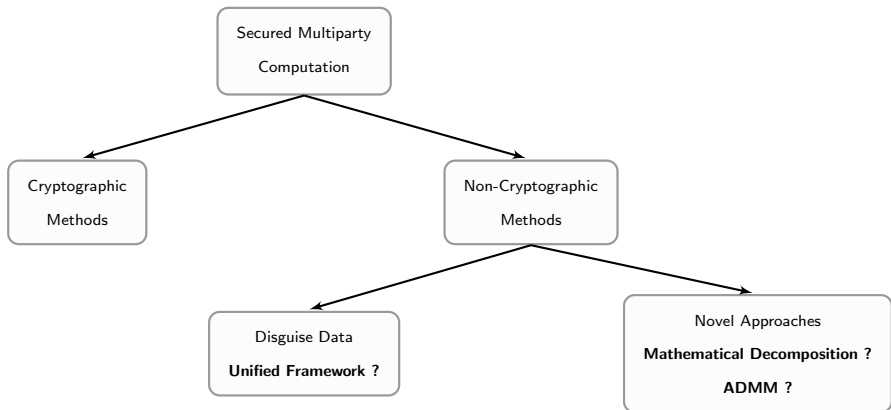 Secured Multiparty
Computation
Cryptographic
Methods
Non-Cryptographic
Methods
Disguise Data
Unified Framework ?
Novel Approaches
Mathematical Decomposition ?
ADMM ?